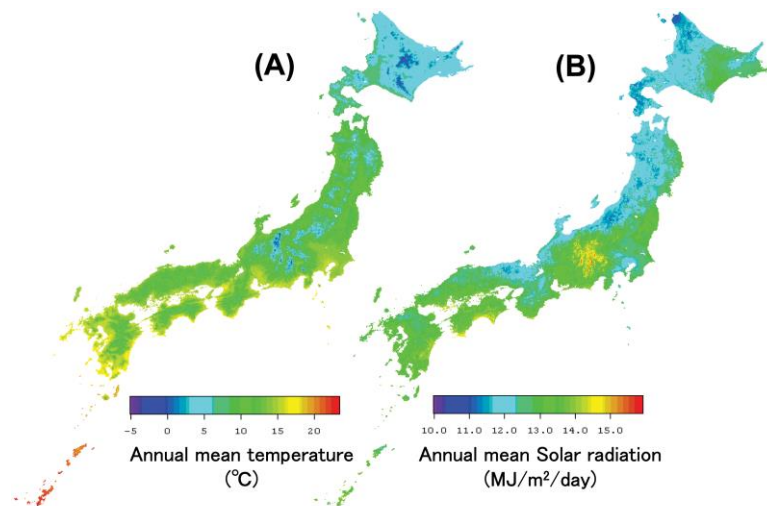 (A)
(B)
-5 0 5 10 15 20
10.0 11.0 12.0 13.0 14.0 15.0
Annual mean temperature
(℃)
Annual mean Solar radiation
(MJ/m²/day)